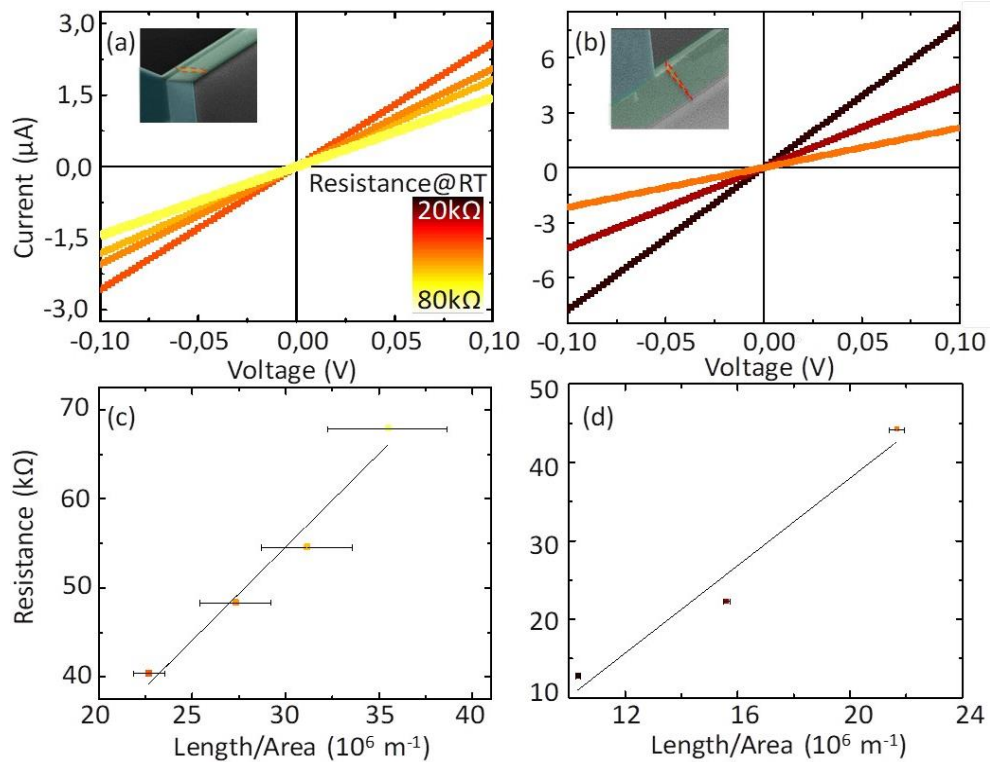 (a)
3,0
1,5
0,0
-1,5
-3,0
Current (μA)
Resistance@RT
20kΩ
80kΩ
-0,10
-0,05
0,00
0,05
0,10
Voltage (V)
(b)
6
3
0
-3
-6
-0,10
-0,05
0,00
0,05
0,10
Voltage (V)
(c)
70
60
50
40
Resistance (kΩ)
20
25
30
35
40
Length/Area (10⁶ m⁻¹)
(d)
50
40
30
20
10
12
16
20
24
Length/Area (10⁶ m⁻¹)